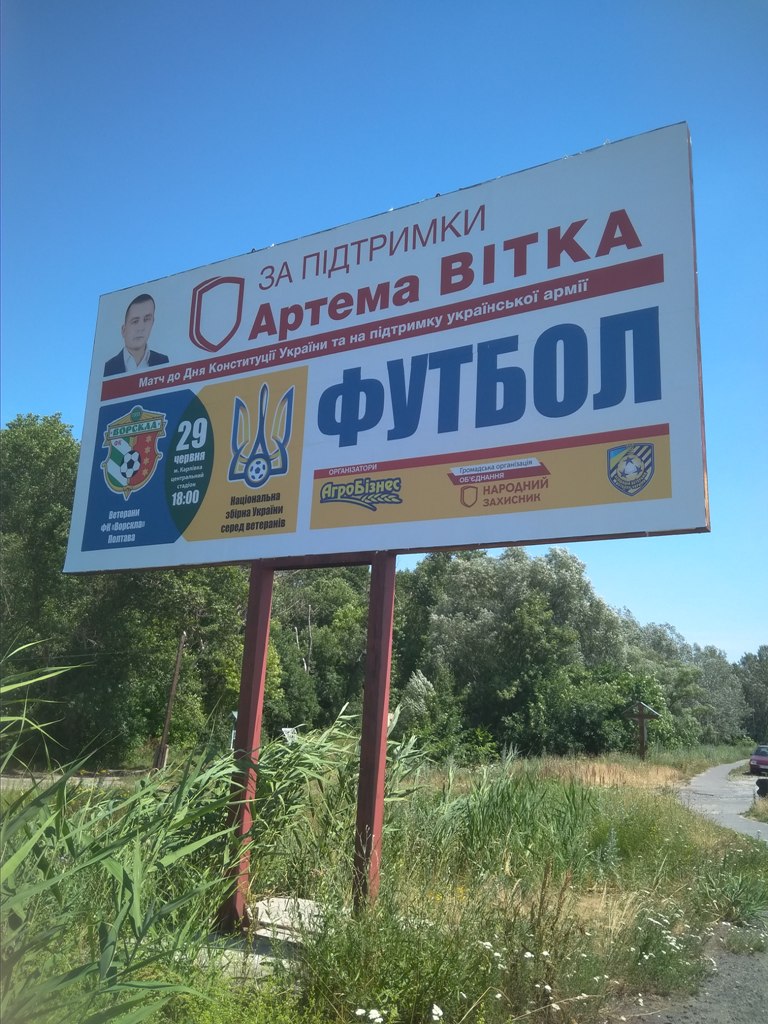 ЗА ПІДТРИМКИ
Артема ВІТКА
Матч до Дня Конституції України та на підтримку української армії
ВОРСКЛА
ФК
29
червня
м. Карлівка
центральний
стадіон
18:00
Ветерани
ФК «Ворскла»
Полтава
Національна
збірна України
серед ветеранів
ФУТБОЛ
ОРГАНІЗАТОРИ
АгроБізнес
Громадська організація
ОБ'ЄДНАННЯ
НАРОДНИЙ
ЗАХИСНИК